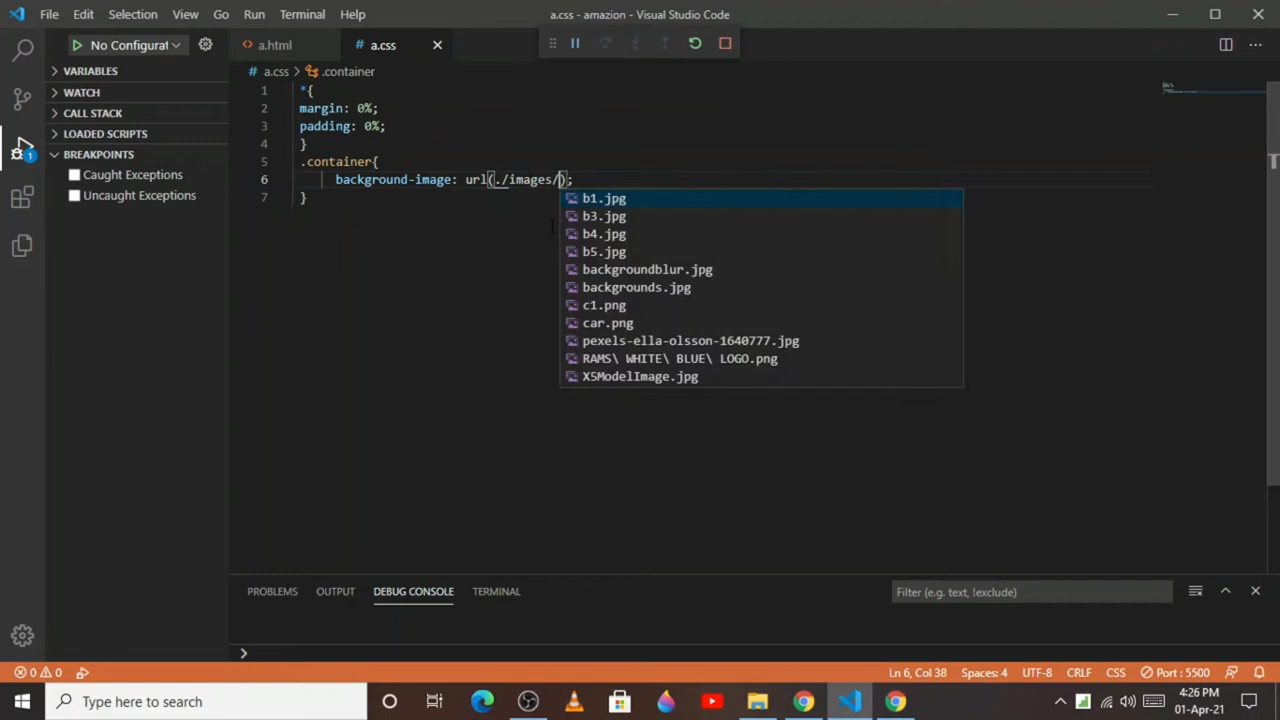 File Edit Selection View Go Run Terminal Help
a.css - amazion - Visual Studio Code
No Configurat
a.html
a.css
a.css > .container
VARIABLES
WATCH
CALL STACK
LOADED SCRIPTS
BREAKPOINTS
Caught Exceptions
Uncaught Exceptions
1 *{
2 margin: 0%;
3 padding: 0%;
4 }
5 .container{
6 background-image: url(./images/);
7 }
b1.jpg
b3.jpg
b4.jpg
b5.jpg
backgroundblur.jpg
backgrounds.jpg
c1.png
car.png
pexels-ella-olsson-1640777.jpg
RAMS\ WHITE\ BLUE\ LOGO.png
X5ModelImage.jpg
PROBLEMS OUTPUT DEBUG CONSOLE TERMINAL
Filter (e.g. text, !exclude)
1
0 0
Ln 6, Col 38 Spaces: 4 UTF-8 CRLF CSS Port : 5500
Type here to search
4:26 PM
01-Apr-21